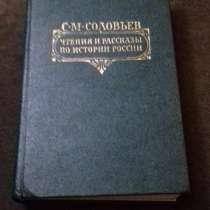 С·М·СОЛОВЬЕВ
ЧТЕНИЯ И РАССКАЗЫ
ПО ИСТОРИИ РОССИИ